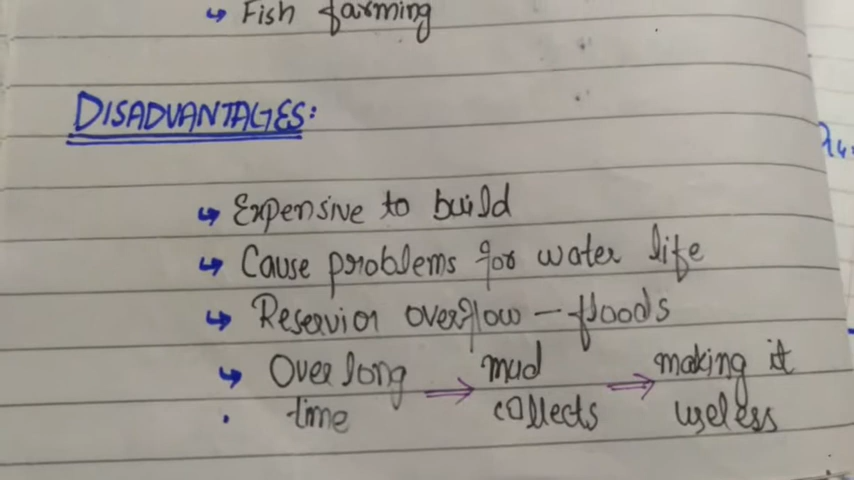 ↳ Fish farming
DISADVANTAGES:
↳ Expensive to build
↳ Cause problems for water life
↳ Reservior overflow – floods
↳ Over long time ⇒ mud collects ⇒ making it useless